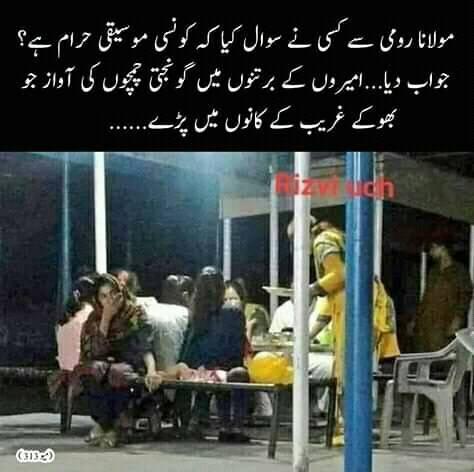 مولانا رومی سے کسی نے سوال کیا کہ کونسی موسیقی حرام ہے؟
جواب دیا...امیروں کے برتنوں میں گونجتی چمچوں کی آواز جو
بھوکے غریب کے کانوں میں پڑے......
Rizvi uch
(313)